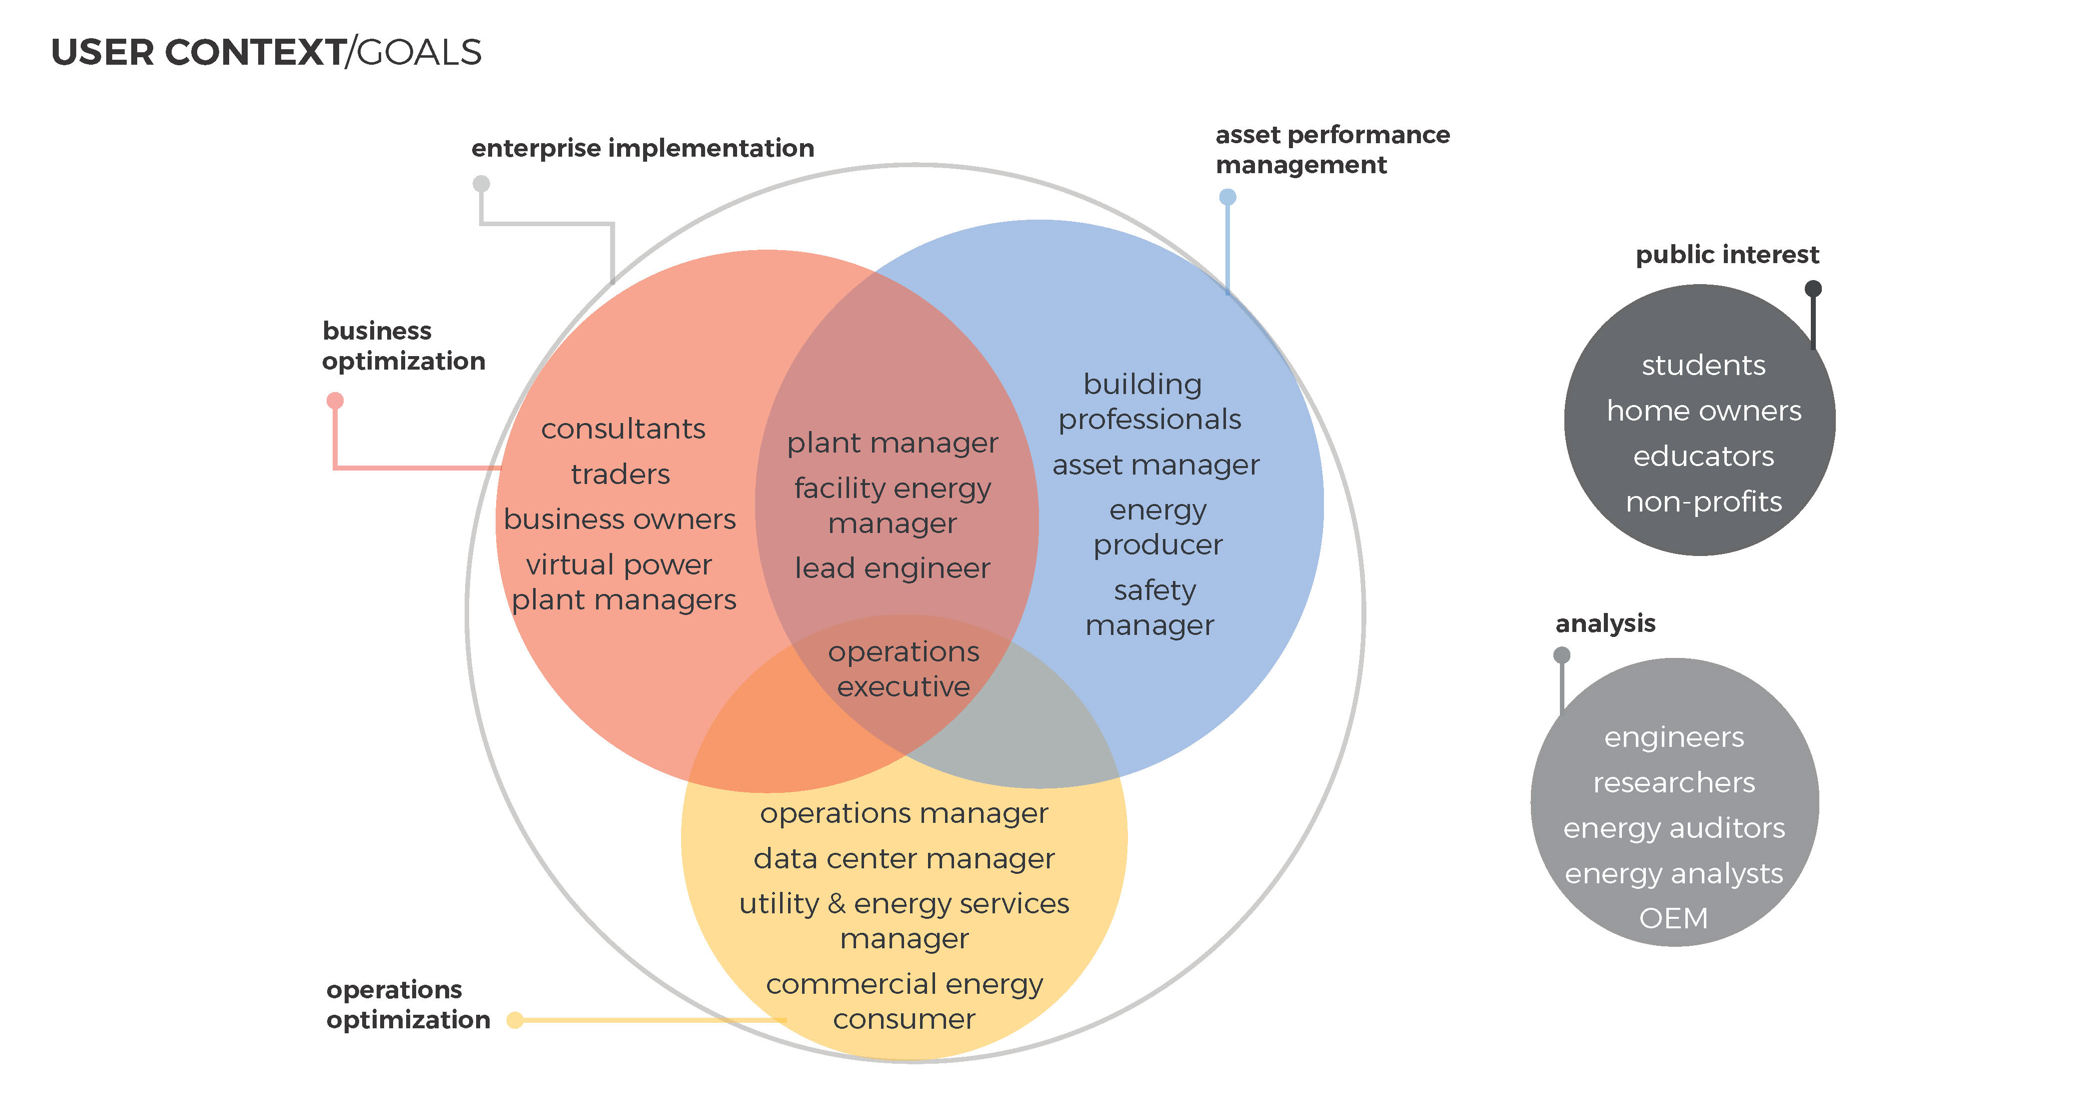 USER CONTEXT/GOALS
enterprise implementation
asset performance
management
business
optimization
consultants
traders
business owners
virtual power
plant managers
plant manager
facility energy
manager
lead engineer
operations
executive
building
professionals
asset manager
energy
producer
safety
manager
operations manager
data center manager
utility & energy services
manager
commercial energy
consumer
operations
optimization
public interest
students
home owners
educators
non-profits
analysis
engineers
researchers
energy auditors
energy analysts
OEM